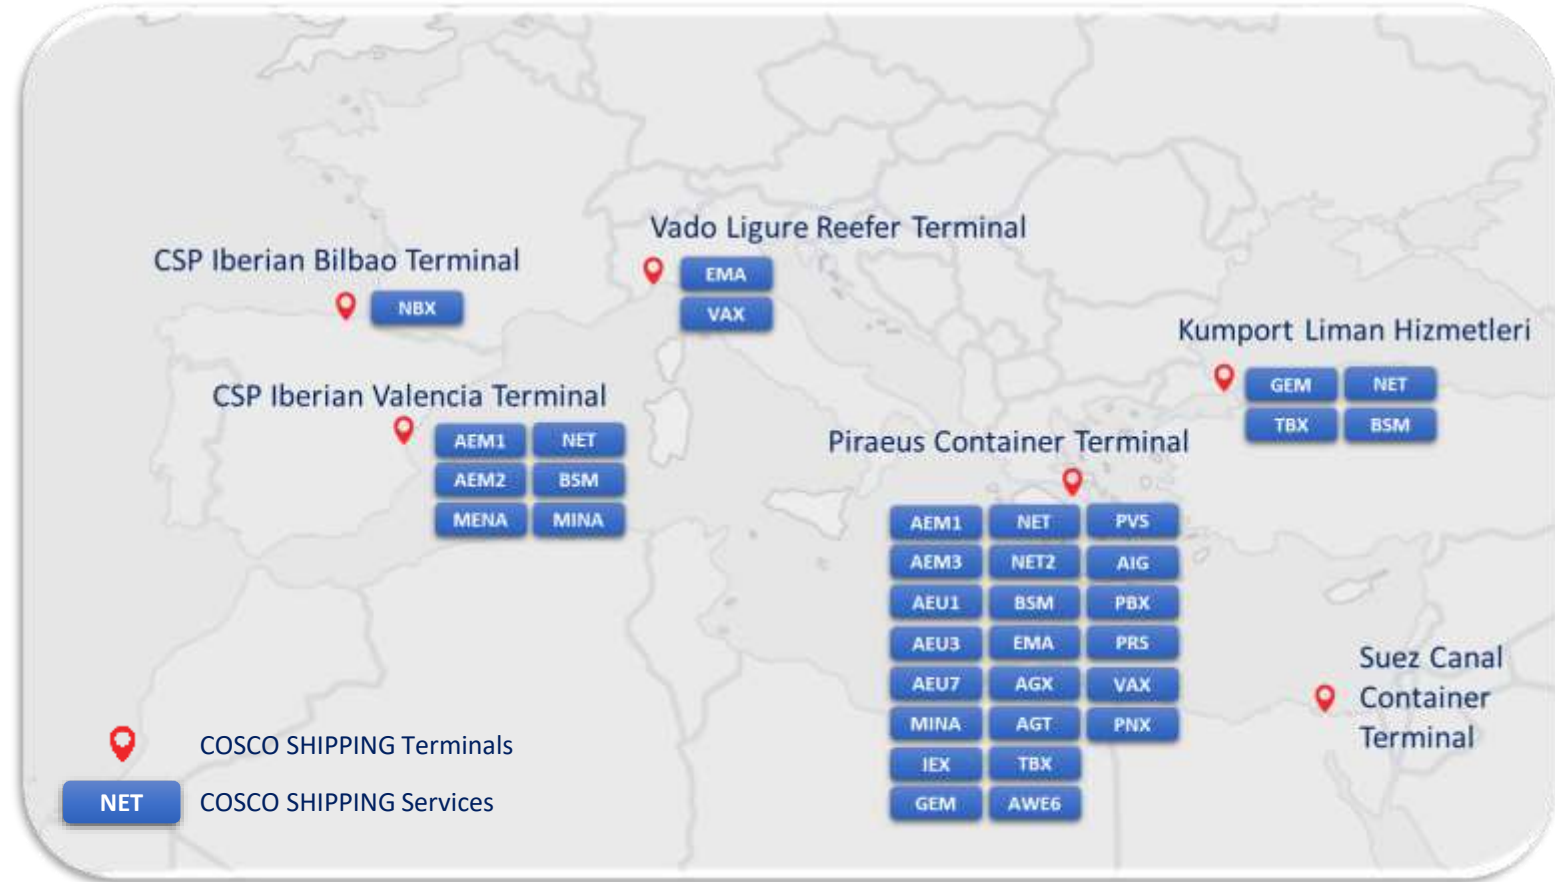 Vado Ligure Reefer Terminal
EMA
VAX
CSP Iberian Bilbao Terminal
NBX
Kumport Liman Hizmetleri
GEM NET
TBX BSM
CSP Iberian Valencia Terminal
AEM1 NET
AEM2 BSM
MENA MINA
Piraeus Container Terminal
AEM1 NET PVS
AEM3 NET2 AIG
AEU1 BSM PBX
AEU3 EMA PRS
AEU7 AGX VAX
MINA AGT PNX
IEX TBX
GEM AWE6
Suez Canal
Container
Terminal
COSCO SHIPPING Terminals
NET COSCO SHIPPING Services